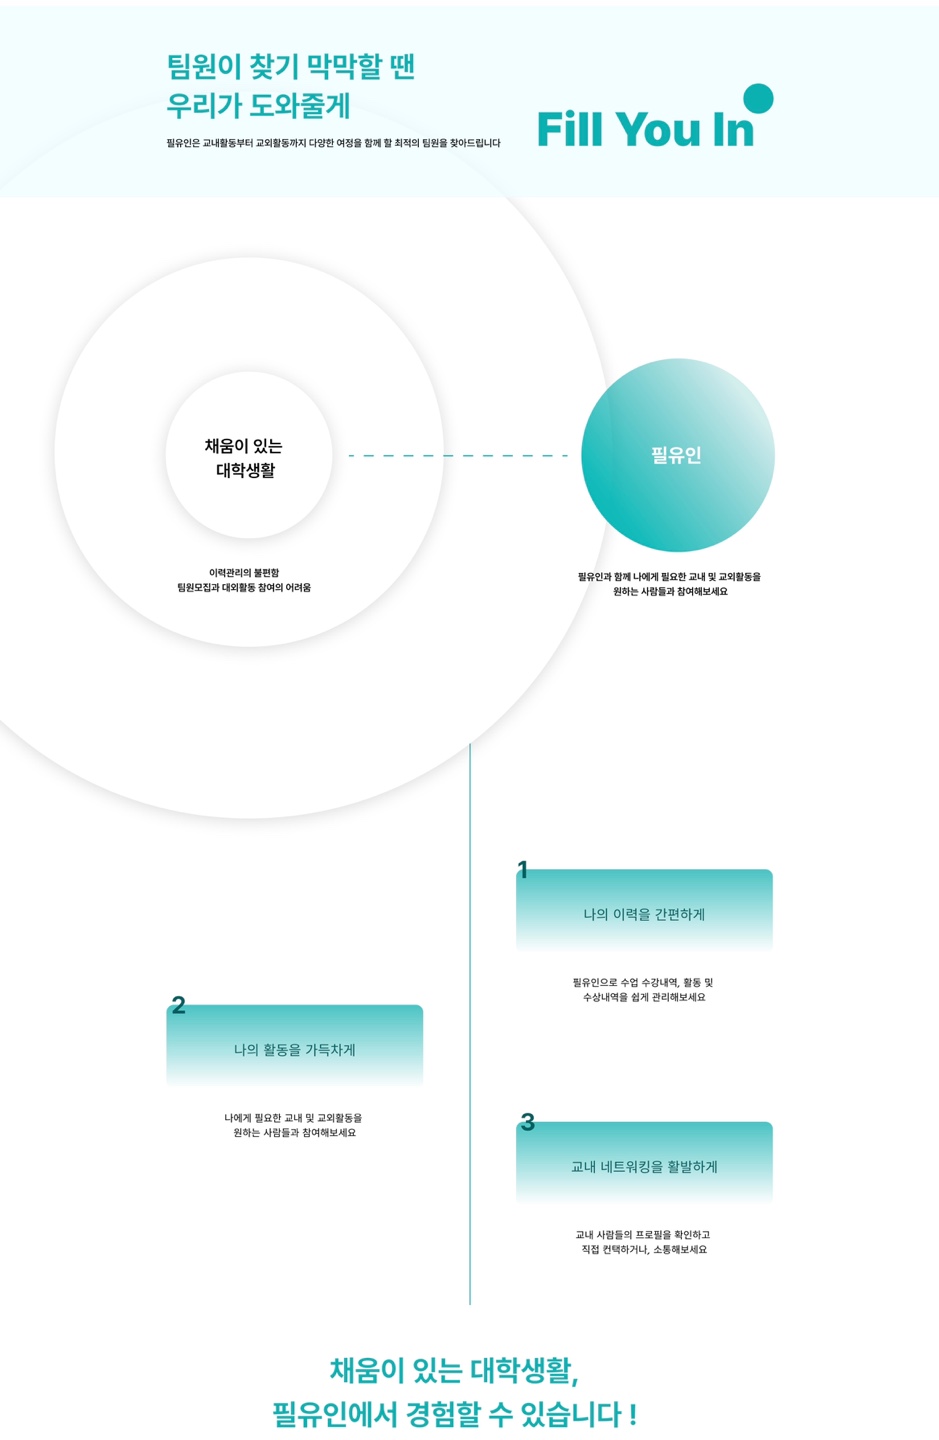 팀원이 찾기 막막할 땐
우리가 도와줄게
필유인은 교내활동부터 교외활동까지 다양한 여정을 함께 할 최적의 팀원을 찾아드립니다
Fill You In
채움이 있는
대학생활
이력관리의 불편함
팀원모집과 대외활동 참여의 어려움
필유인
필유인과 함께 나에게 필요한 교내 및 교외활동을
원하는 사람들과 참여해보세요
1
나의 이력을 간편하게
필유인으로 수업 수강내역, 활동 및
수상내역을 쉽게 관리해보세요
2
나의 활동을 가득차게
나에게 필요한 교내 및 교외활동을
원하는 사람들과 참여해보세요
3
교내 네트워킹을 활발하게
교내 사람들의 프로필을 확인하고
직접 컨택하거나, 소통해보세요
채움이 있는 대학생활,
필유인에서 경험할 수 있습니다 !